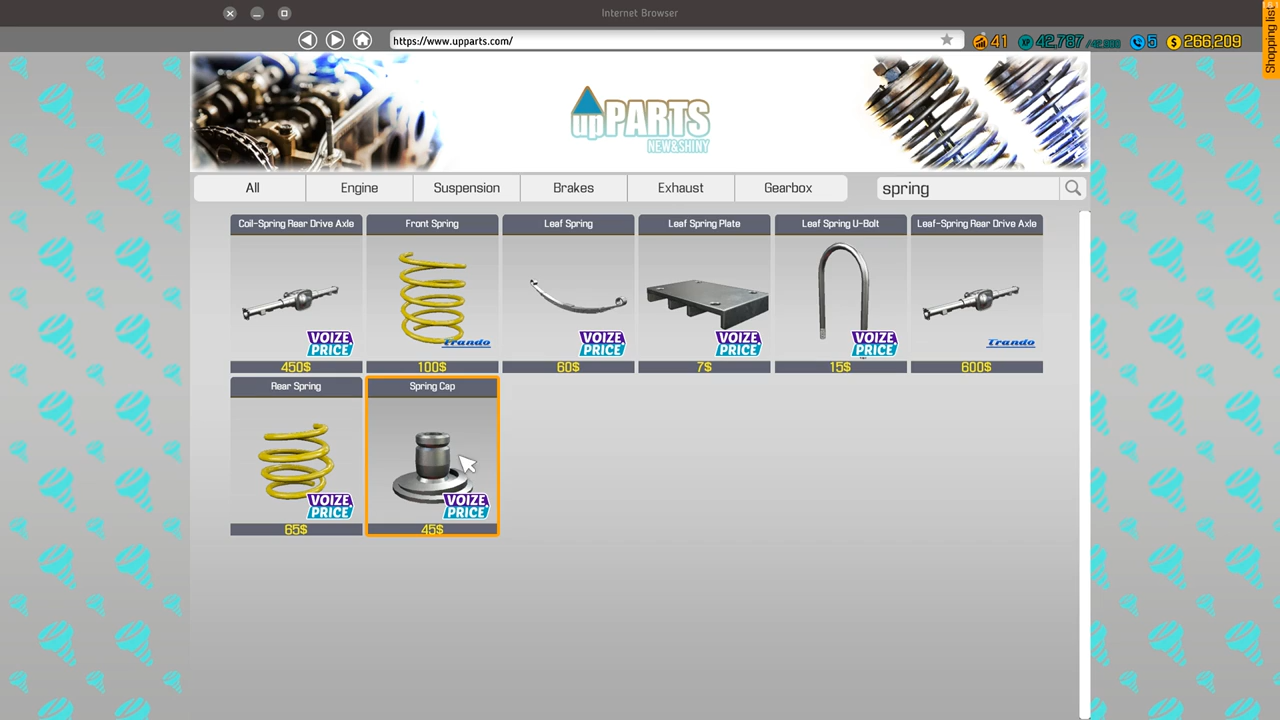 Internet Browser
Shopping list
https://www.upparts.com/
41
42,787
5
266,209
upPARTS
NEW&SHINY
All
Engine
Suspension
Brakes
Exhaust
Gearbox
spring
Coil-Spring Rear Drive Axle
Front Spring
Leaf Spring
Leaf Spring Plate
Leaf Spring U-Bolt
Leaf-Spring Rear Drive Axle
VOIZE PRICE
Trando
VOIZE PRICE
VOIZE PRICE
VOIZE PRICE
Trando
450$
100$
60$
7$
15$
600$
Rear Spring
Spring Cap
VOIZE PRICE
VOIZE PRICE
65$
45$